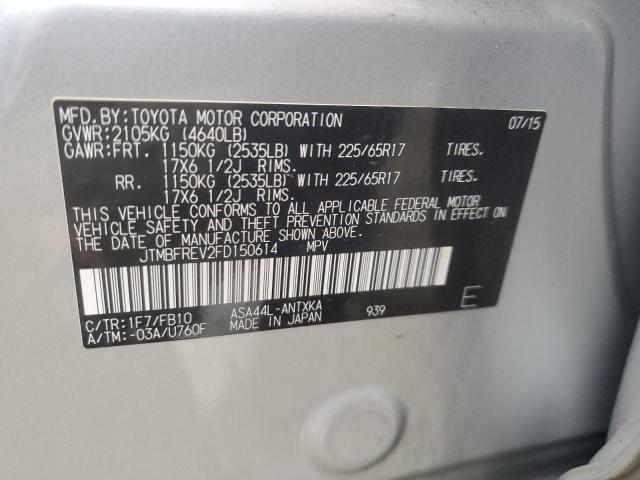 MFD.BY:TOYOTA MOTOR CORPORATION 07/15
GVWR:2105KG (4640LB)
GAWR:FRT. 1150KG (2535LB) WITH 225/65R17 TIRES.
17X6 1/2J RIMS.
RR. 1150KG (2535LB) WITH 225/65R17 TIRES.
17X6 1/2J RIMS.
THIS VEHICLE CONFORMS TO ALL APPLICABLE FEDERAL MOTOR
VEHICLE SAFETY AND THEFT PREVENTION STANDARDS IN EFFECT ON
THE DATE OF MANUFACTURE SHOWN ABOVE.
JTMBFREV2FD150614 MPV
C/TR:1F7/FB10 ASA44L-ANTXKA 939 E
A/TM:-03A/U760F MADE IN JAPAN